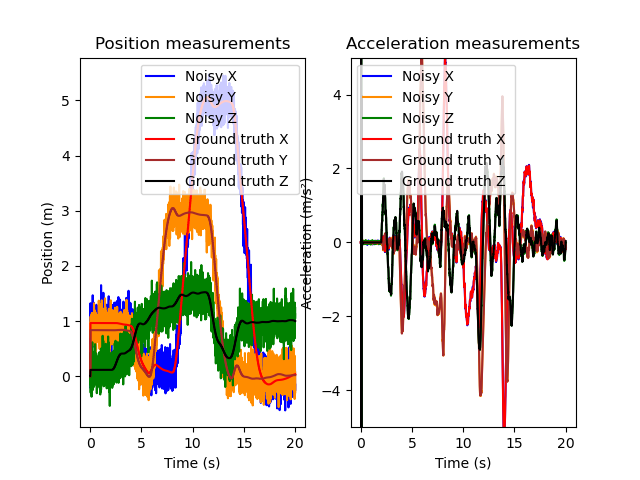 Position measurements
Acceleration measurements
Noisy X
Noisy Y
Noisy Z
Ground truth X
Ground truth Y
Ground truth Z
Noisy X
Noisy Y
Noisy Z
Ground truth X
Ground truth Y
Ground truth Z
Position (m)
5
4
3
2
1
0
0
5
10
15
20
Time (s)
Acceleration (m/s²)
4
2
0
−2
−4
0
5
10
15
20
Time (s)